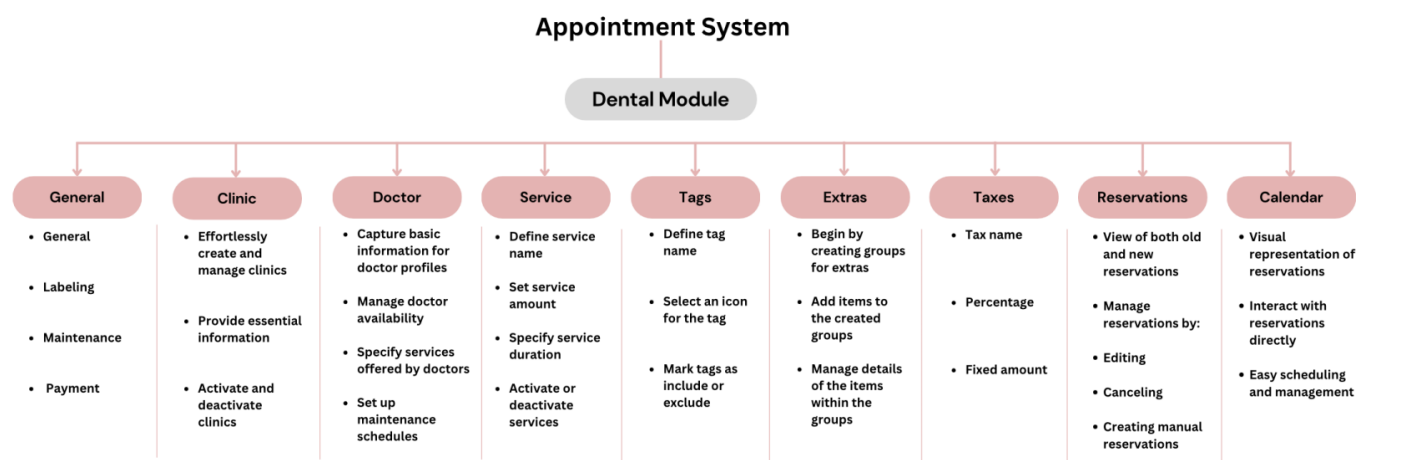 Appointment System
Dental Module
General
• General
• Labeling
• Maintenance
• Payment
Clinic
• Effortlessly
create and
manage clinics
• Provide essential
information
• Activate and
deactivate
clinics
Doctor
• Capture basic
information for
doctor profiles
• Manage doctor
availability
• Specify services
offered by doctors
• Set up
maintenance
schedules
Service
• Define service
name
• Set service
amount
• Specify service
duration
• Activate or
deactivate
services
Tags
• Define tag
name
• Select an icon
for the tag
• Mark tags as
include or
exclude
Extras
• Begin by
creating groups
for extras
• Add items to
the created
groups
• Manage details
of the items
within the
groups
Taxes
• Tax name
• Percentage
• Fixed amount
Reservations
• View of both old
and new
reservations
• Manage
reservations by:
• Editing
• Canceling
• Creating manual
reservations
Calendar
• Visual
representation of
reservations
• Interact with
reservations
directly
• Easy scheduling
and management